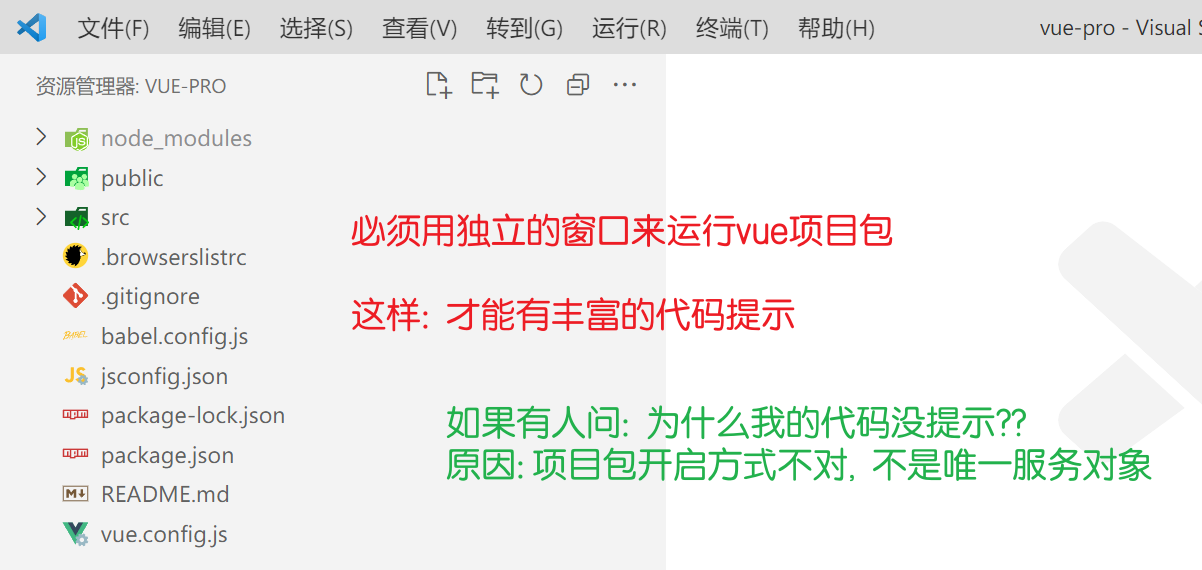 文件(F) 编辑(E) 选择(S) 查看(V) 转到(G) 运行(R) 终端(T) 帮助(H) vue-pro - Visual S
资源管理器: VUE-PRO
node_modules
public
src
.browserslistrc
.gitignore
babel.config.js
jsconfig.json
package-lock.json
package.json
README.md
vue.config.js
必须用独立的窗口来运行vue项目包
这样: 才能有丰富的代码提示
如果有人问: 为什么我的代码没提示??
原因: 项目包开启方式不对, 不是唯一服务对象